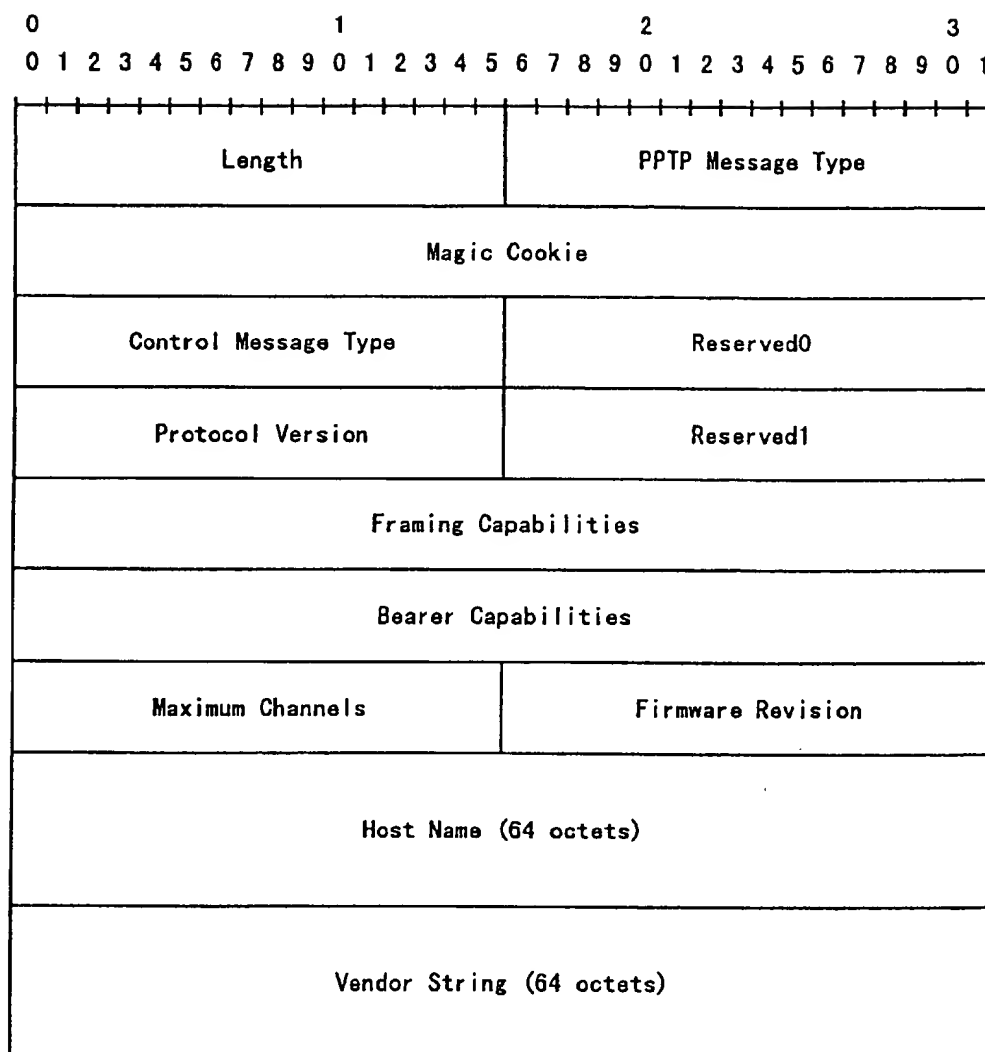 0 1 2 3
0 1 2 3 4 5 6 7 8 9 0 1 2 3 4 5 6 7 8 9 0 1 2 3 4 5 6 7 8 9 0 1
Length PPTP Message Type
Magic Cookie
Control Message Type Reserved0
Protocol Version Reserved1
Framing Capabilities
Bearer Capabilities
Maximum Channels Firmware Revision
Host Name (64 octets)
Vendor String (64 octets)